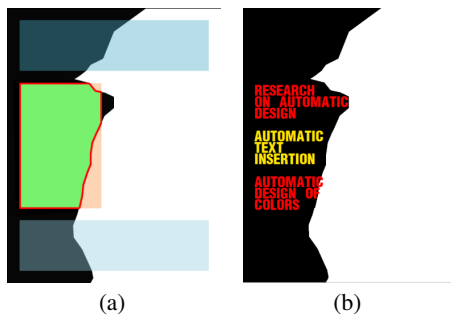 RESEARCH
ON AUTOMATIC
DESIGN
AUTOMATIC
TEXT
INSERTION
AUTOMATIC
DESIGN OF
COLORS
(a)
(b)